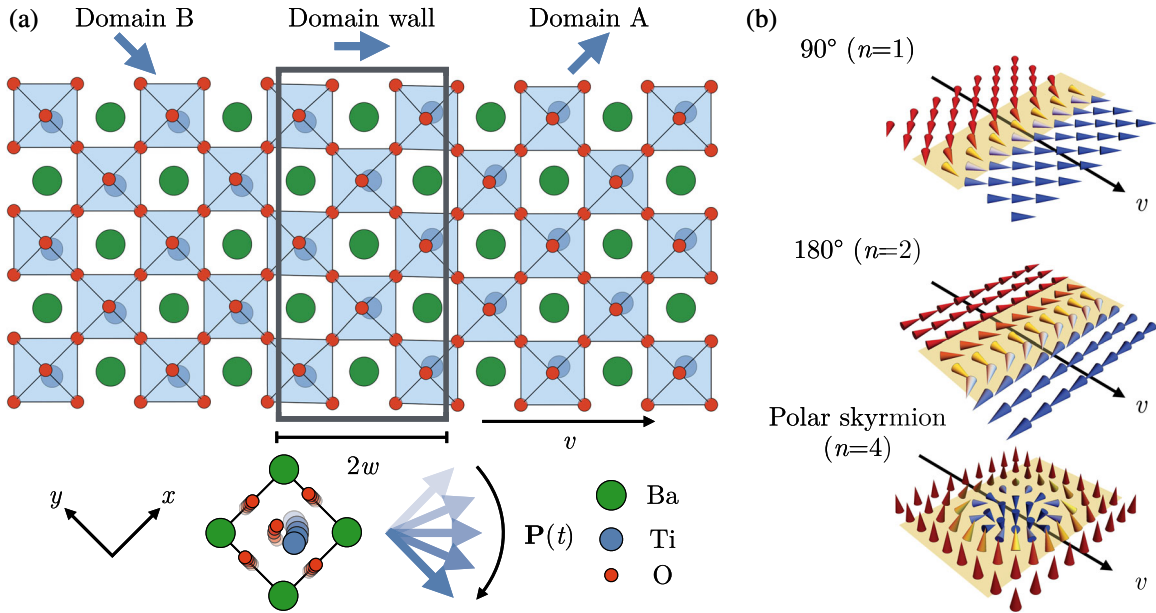 (a)
Domain B
Domain wall
Domain A
2w
v
y
x
P(t)
Ba
Ti
O
(b)
90° (n=1)
v
180° (n=2)
v
Polar skyrmion
(n=4)
v